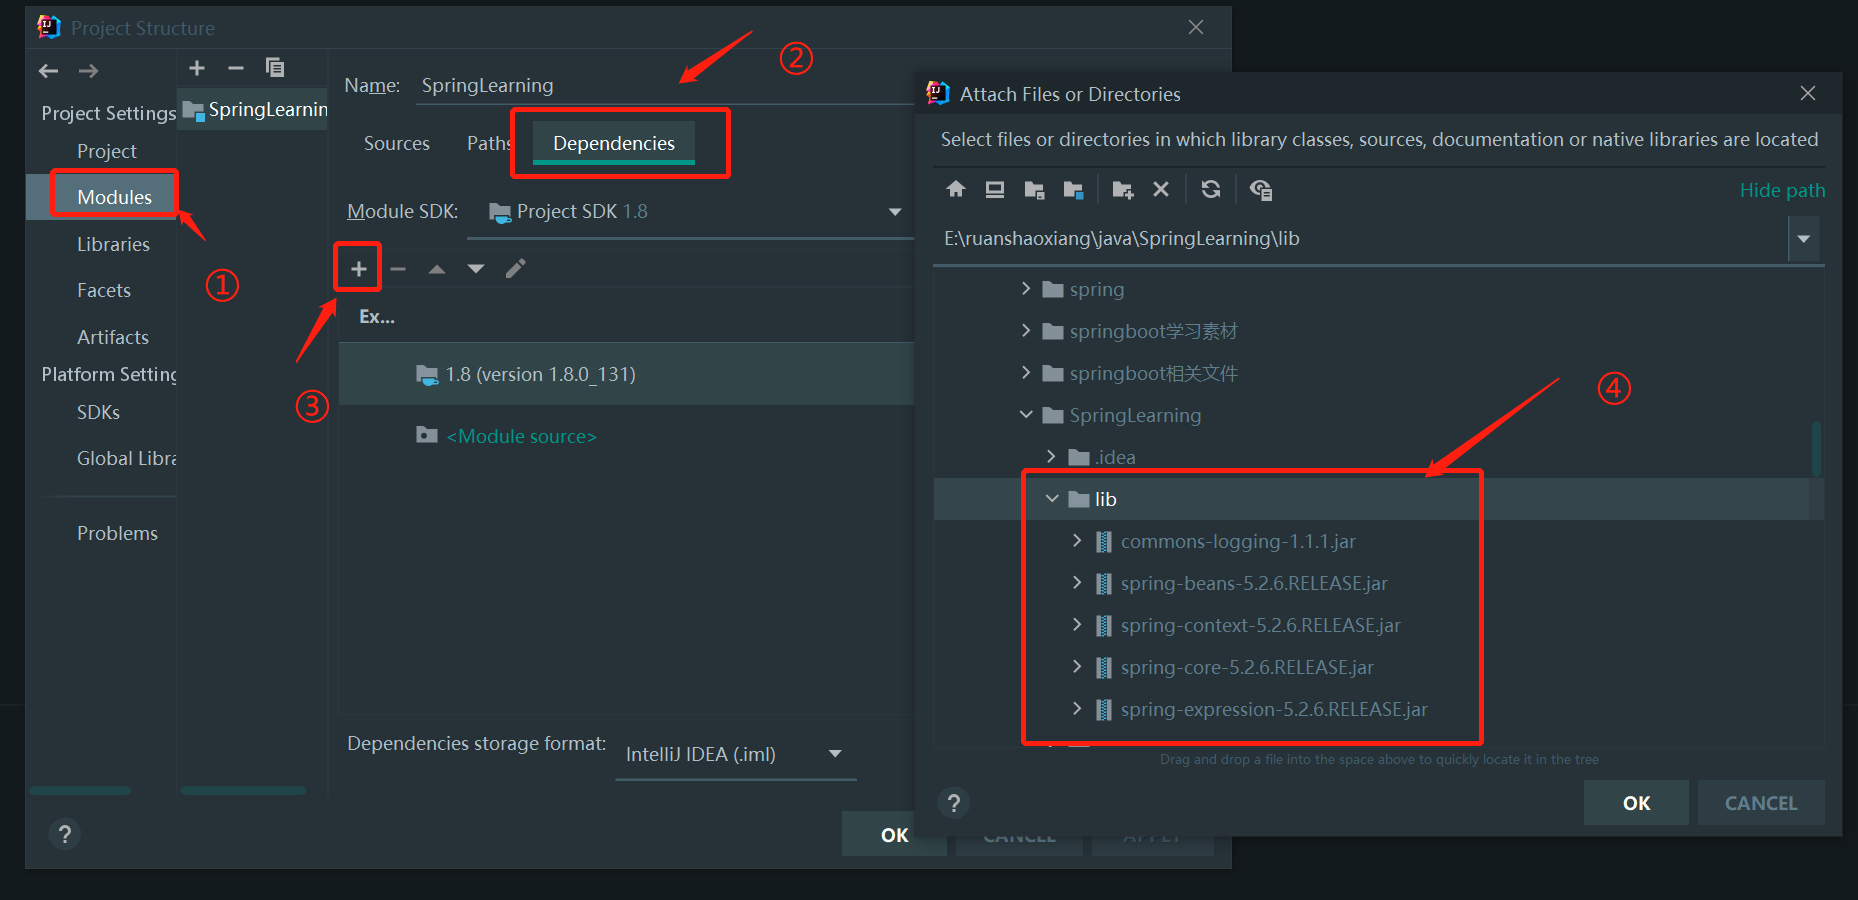 Project Structure
Project Settings
Project
Modules
①
Libraries
Facets
Artifacts
Platform Setting
SDKs
Global Libra
Problems
SpringLearnin
Name: SpringLearning
②
Sources Paths Dependencies
Module SDK: Project SDK 1.8
③
Ex...
1.8 (version 1.8.0_131)
<Module source>
Dependencies storage format: IntelliJ IDEA (.iml)
?
OK CANCEL APPLY
Attach Files or Directories
Select files or directories in which library classes, sources, documentation or native libraries are located
Hide path
E:\ruanshaoxiang\java\SpringLearning\lib
spring
springboot学习素材
springboot相关文件
SpringLearning
④
.idea
lib
commons-logging-1.1.1.jar
spring-beans-5.2.6.RELEASE.jar
spring-context-5.2.6.RELEASE.jar
spring-core-5.2.6.RELEASE.jar
spring-expression-5.2.6.RELEASE.jar
Drag and drop a file into the space above to quickly locate it in the tree
?
OK CANCEL